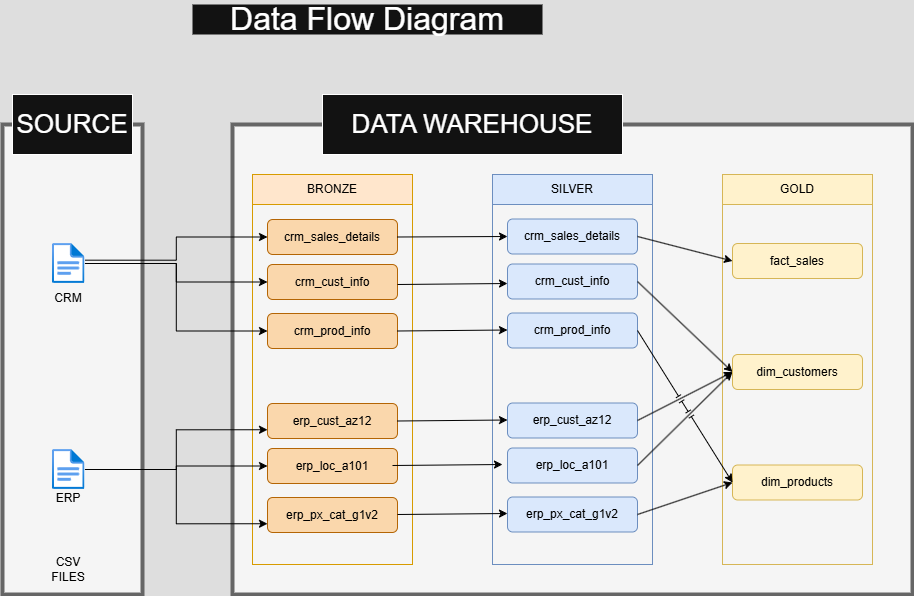 Data Flow Diagram
SOURCE
DATA WAREHOUSE
CRM
ERP
CSV
FILES
BRONZE
crm_sales_details
crm_cust_info
crm_prod_info
erp_cust_az12
erp_loc_a101
erp_px_cat_g1v2
SILVER
crm_sales_details
crm_cust_info
crm_prod_info
erp_cust_az12
erp_loc_a101
erp_px_cat_g1v2
GOLD
fact_sales
dim_customers
dim_products